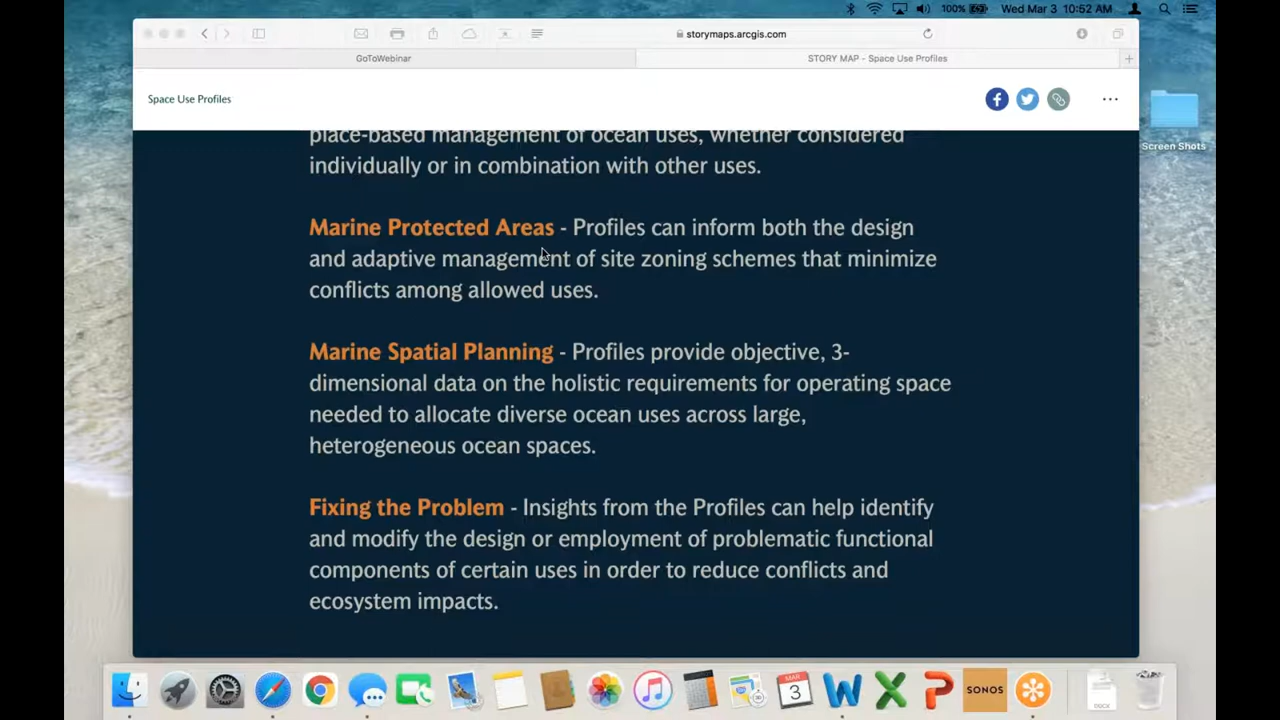 100% Wed Mar 3 10:52 AM
storymaps.arcgis.com
GoToWebinar
STORY MAP - Space Use Profiles
Space Use Profiles
place-based management of ocean uses, whether considered
individually or in combination with other uses.
Marine Protected Areas - Profiles can inform both the design
and adaptive management of site zoning schemes that minimize
conflicts among allowed uses.
Marine Spatial Planning - Profiles provide objective, 3-
dimensional data on the holistic requirements for operating space
needed to allocate diverse ocean uses across large,
heterogeneous ocean spaces.
Fixing the Problem - Insights from the Profiles can help identify
and modify the design or employment of problematic functional
components of certain uses in order to reduce conflicts and
ecosystem impacts.
Screen Shots
MAR
3
SONOS
DOCX